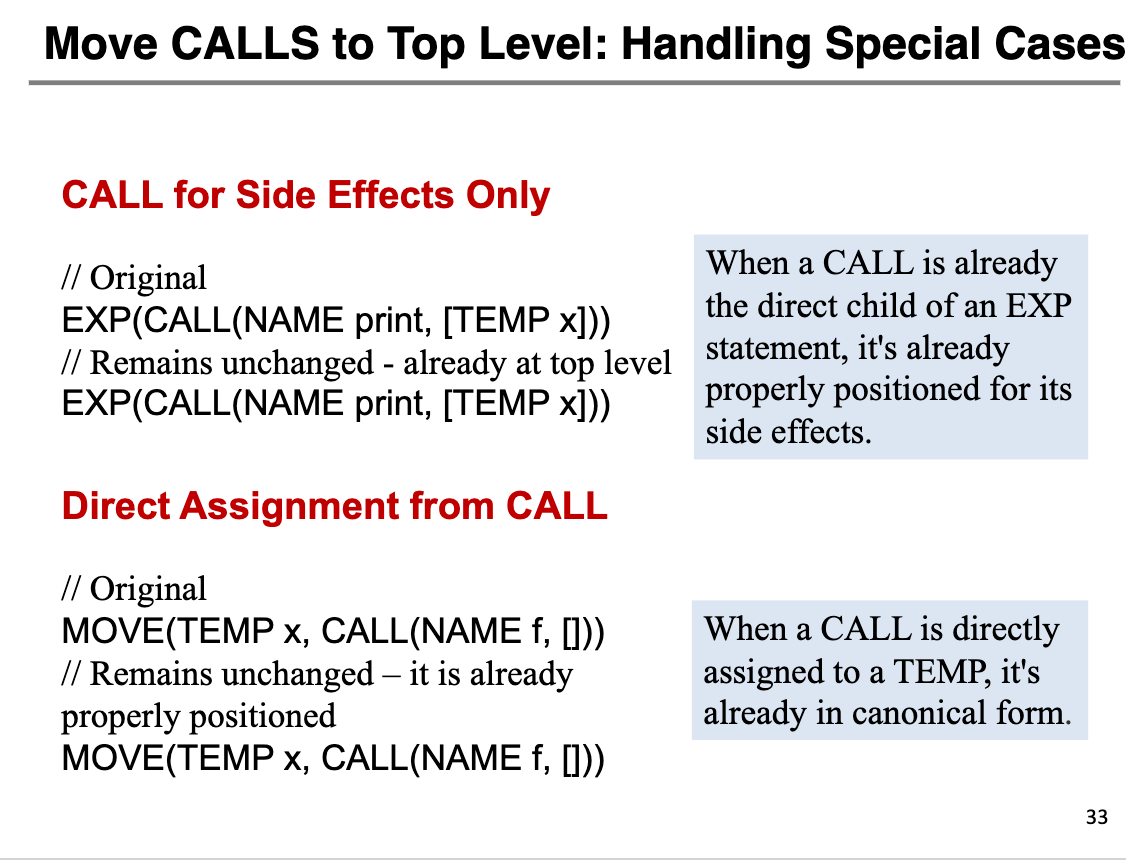 Move CALLS to Top Level: Handling Special Cases
CALL for Side Effects Only
// Original
EXP(CALL(NAME print, [TEMP x]))
// Remains unchanged - already at top level
EXP(CALL(NAME print, [TEMP x]))
When a CALL is already
the direct child of an EXP
statement, it's already
properly positioned for its
side effects.
Direct Assignment from CALL
// Original
MOVE(TEMP x, CALL(NAME f, []))
// Remains unchanged – it is already
properly positioned
MOVE(TEMP x, CALL(NAME f, []))
When a CALL is directly
assigned to a TEMP, it's
already in canonical form.
33